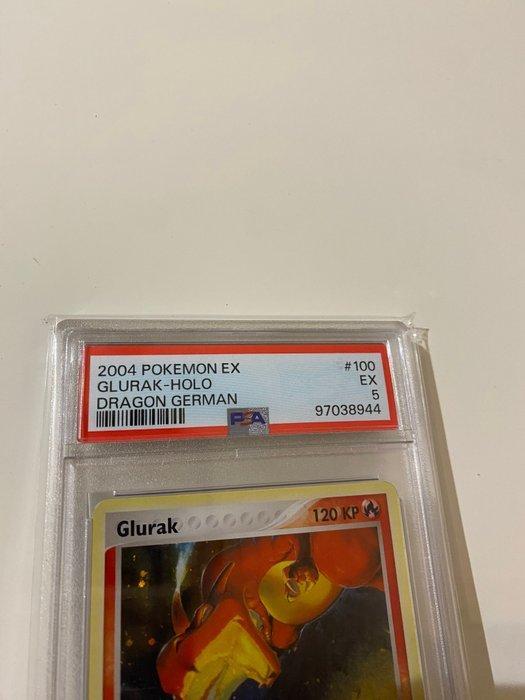 2004 POKEMON EX #100
GLURAK-HOLO EX
DRAGON GERMAN 5
PSA 97038944
Glurak 120 KP